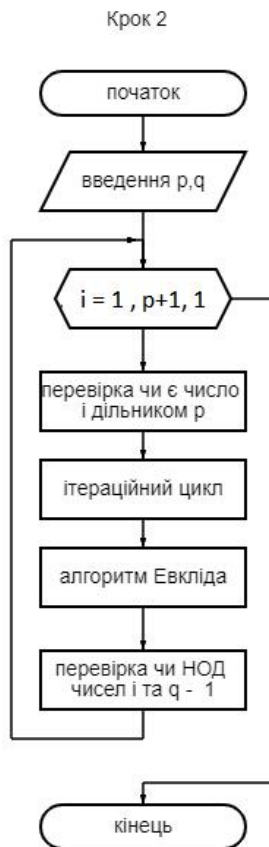 Крок 2
початок
введення p,q
i = 1 , p+1, 1
перевірка чи є число
і дільником p
ітераційний цикл
алгоритм Евкліда
перевірка чи НОД
чисел і та q - 1
кінець